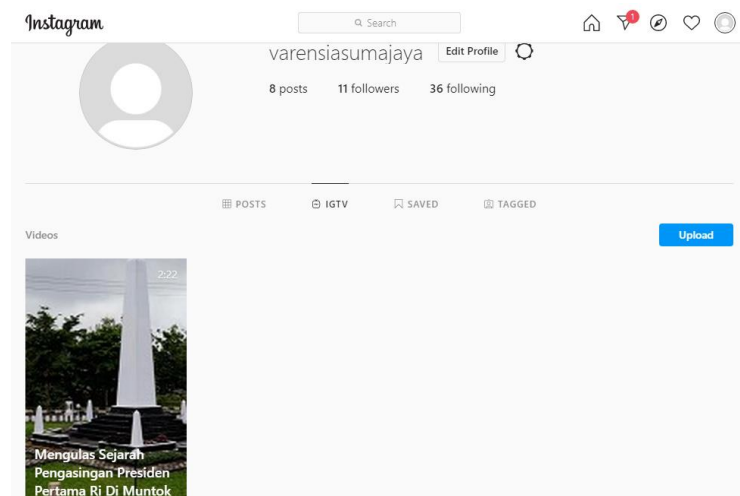 Instagram
Search
1
varensiasumajaya Edit Profile
8 posts 11 followers 36 following
POSTS IGTV SAVED TAGGED
Videos Upload
2:22
Mengulas Sejarah
Pengasingan Presiden
Pertama Ri Di Muntok